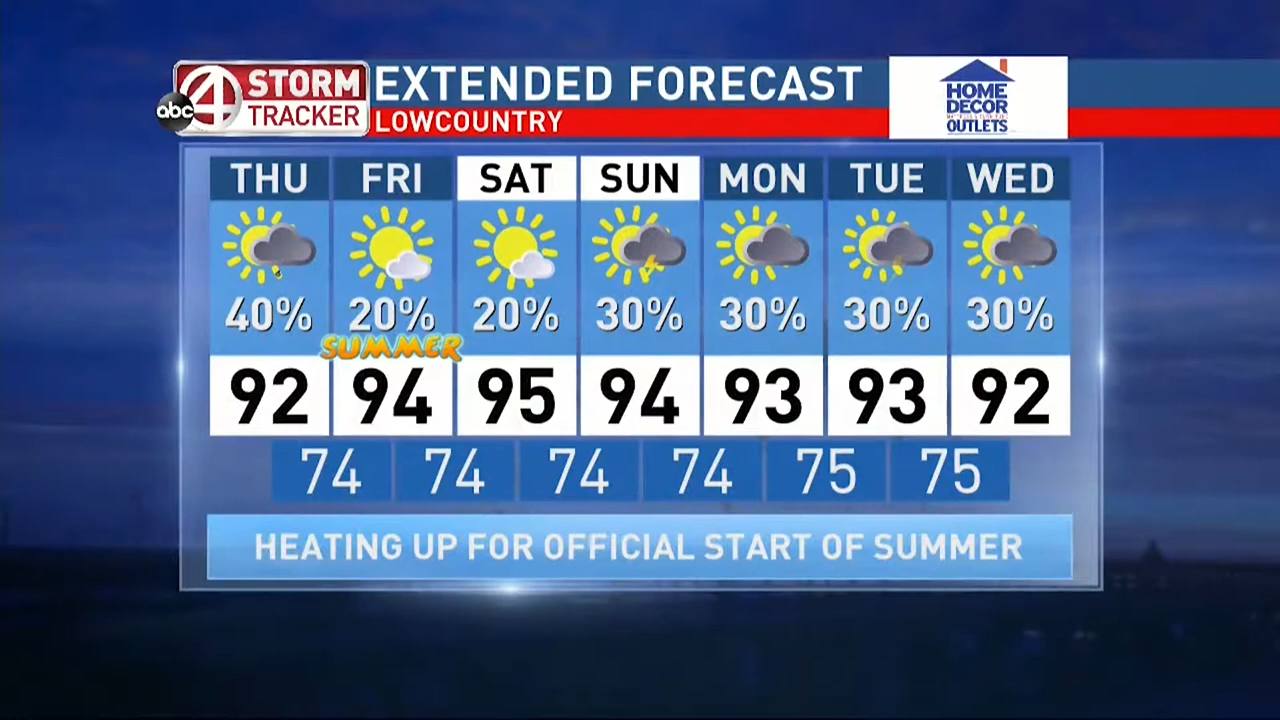 abc 4 STORM TRACKER
EXTENDED FORECAST
LOWCOUNTRY
HOME
DECOR
OUTLETS
THU FRI SAT SUN MON TUE WED
40% 20% 20% 30% 30% 30% 30%
SUMMER
92 94 95 94 93 93 92
74 74 74 74 75 75
HEATING UP FOR OFFICIAL START OF SUMMER